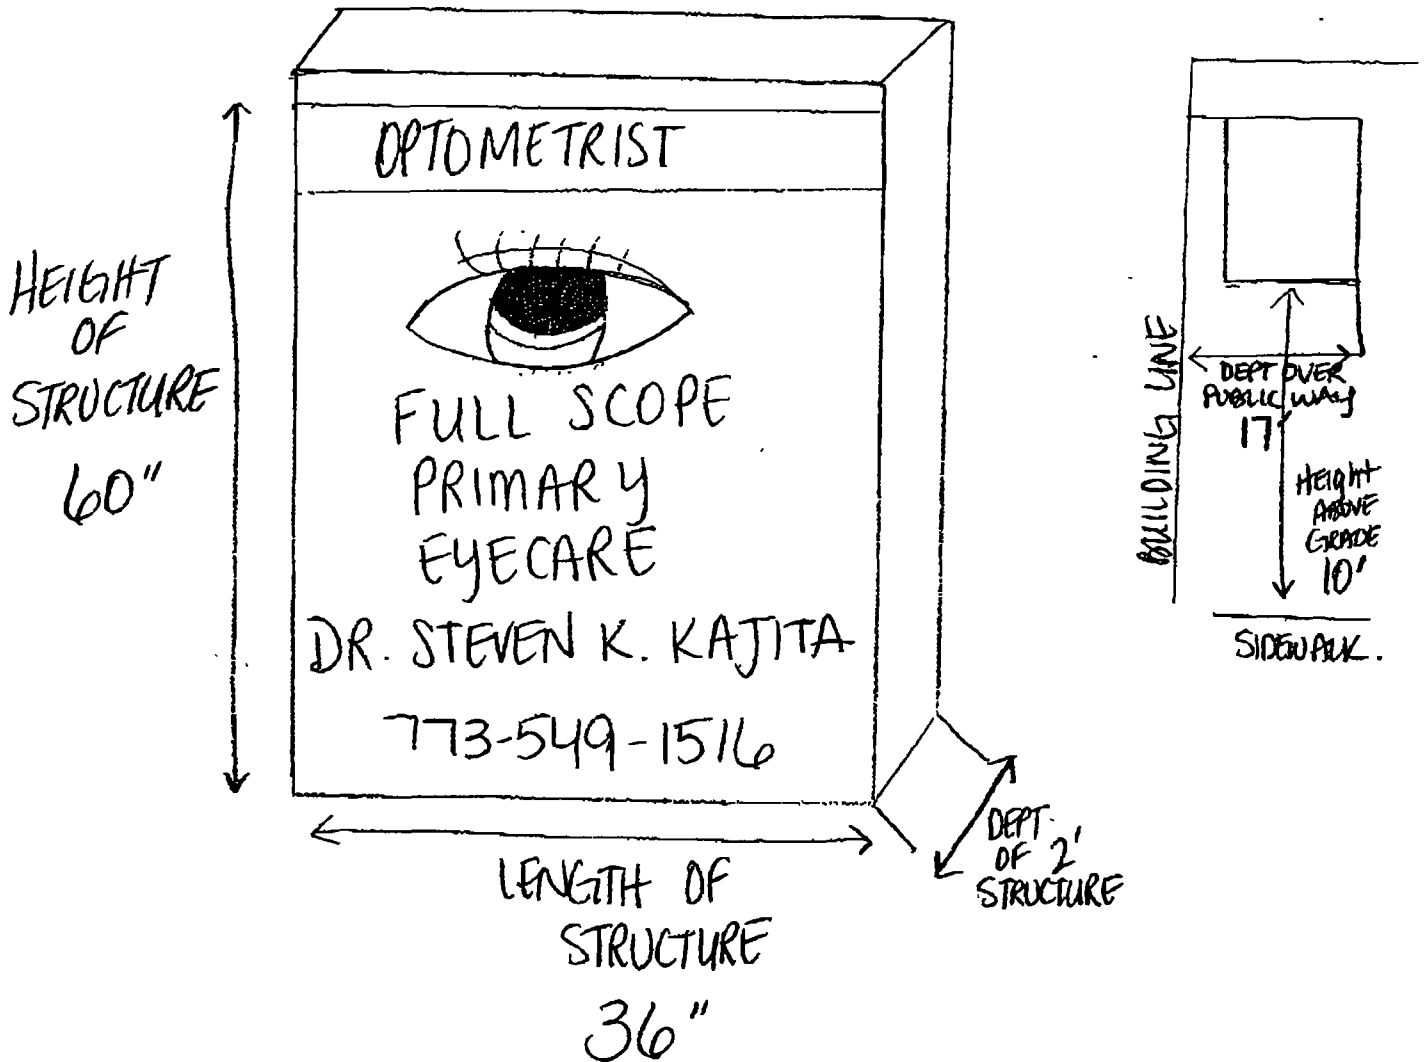 OPTOMETRIST
FULL SCOPE
PRIMARY
EYECARE
DR. STEVEN K. KAJITA
773-549-1516
HEIGHT
OF
STRUCTURE
60"
LENGTH OF
STRUCTURE
36"
DEPT.
OF 2'
STRUCTURE
BUILDING LINE
DEPT OVER
PUBLIC WAY
17'
HEIGHT
ABOVE
GRADE
10'
SIDEWALK.